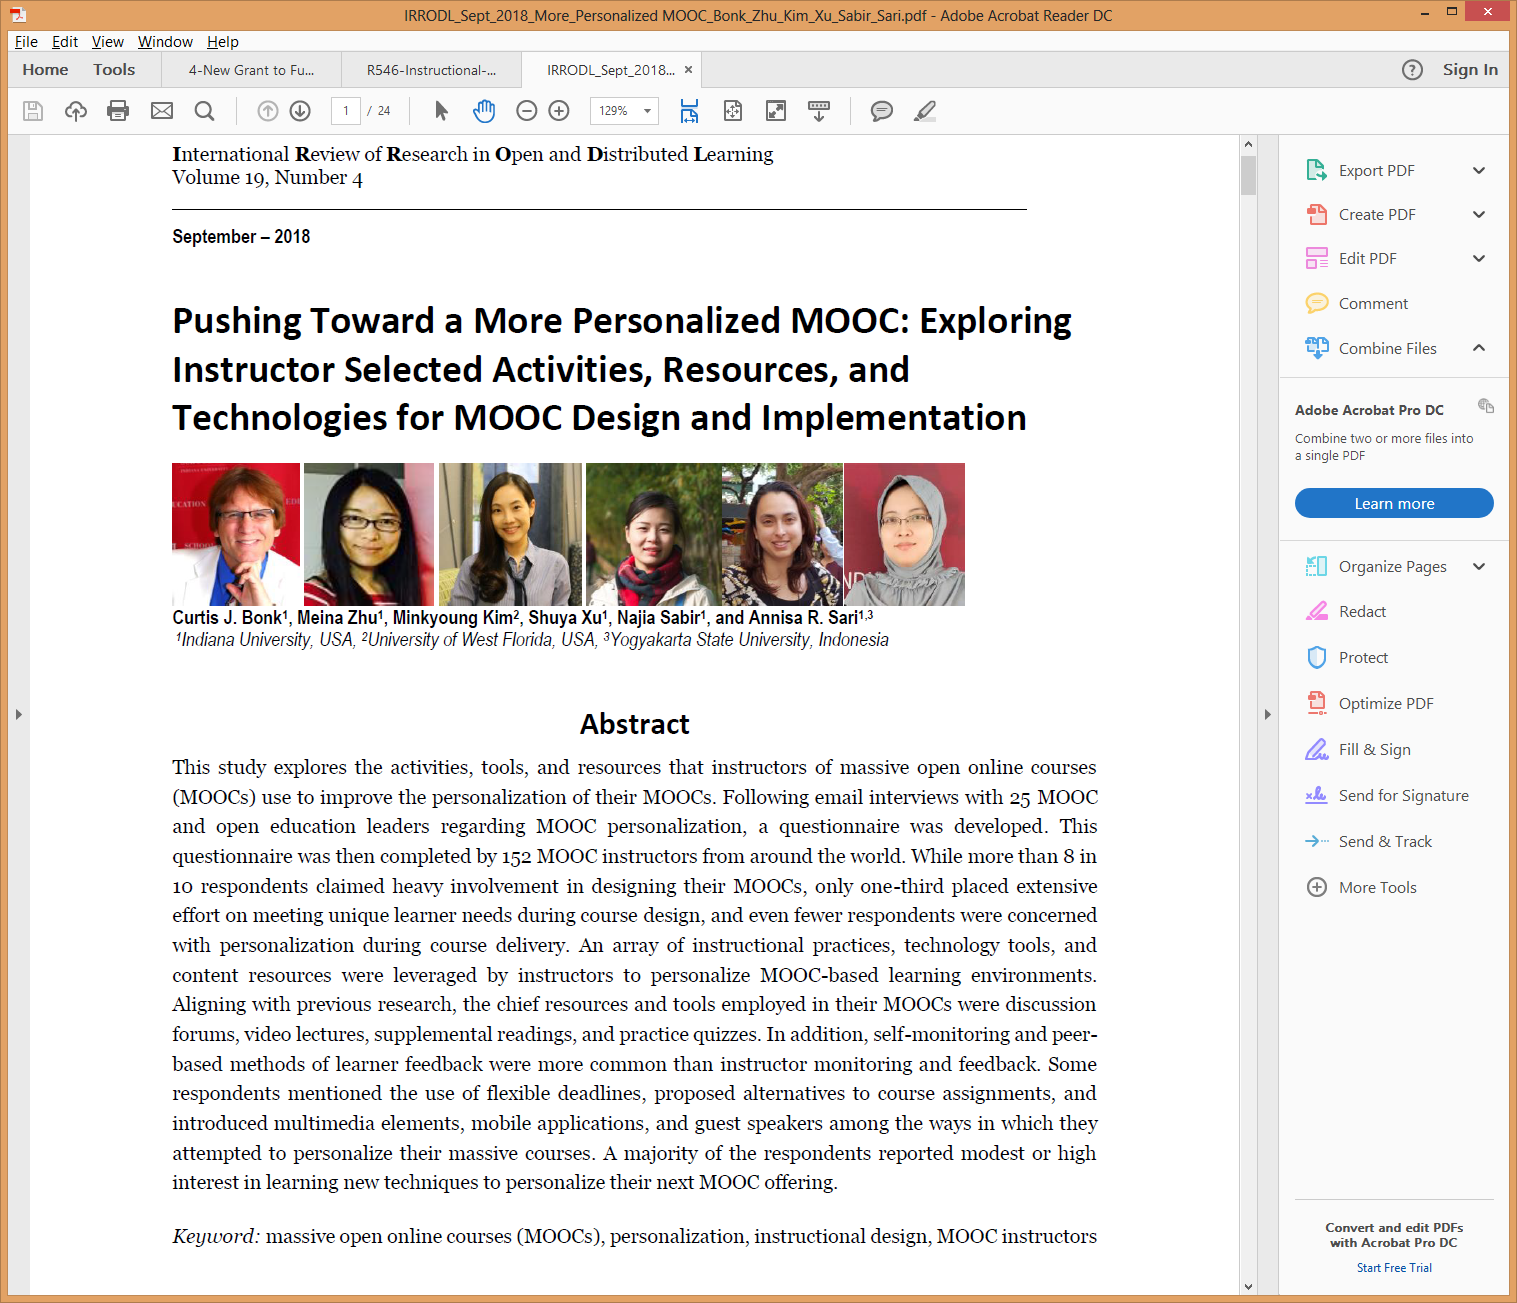 IRRODL_Sept_2018_More_Personalized MOOC_Bonk_Zhu_Kim_Xu_Sabir_Sari.pdf - Adobe Acrobat Reader DC
File Edit View Window Help
Home Tools 4-New Grant to Fu... R546-Instructional-... IRRODL_Sept_2018... × Sign In
1 / 24 129%
International Review of Research in Open and Distributed Learning
Volume 19, Number 4
September – 2018
Pushing Toward a More Personalized MOOC: Exploring
Instructor Selected Activities, Resources, and
Technologies for MOOC Design and Implementation
Curtis J. Bonk¹, Meina Zhu¹, Minkyoung Kim², Shuya Xu¹, Najia Sabir¹, and Annisa R. Sari¹,³
¹Indiana University, USA, ²University of West Florida, USA, ³Yogyakarta State University, Indonesia
Abstract
This study explores the activities, tools, and resources that instructors of massive open online courses
(MOOCs) use to improve the personalization of their MOOCs. Following email interviews with 25 MOOC
and open education leaders regarding MOOC personalization, a questionnaire was developed. This
questionnaire was then completed by 152 MOOC instructors from around the world. While more than 8 in
10 respondents claimed heavy involvement in designing their MOOCs, only one-third placed extensive
effort on meeting unique learner needs during course design, and even fewer respondents were concerned
with personalization during course delivery. An array of instructional practices, technology tools, and
content resources were leveraged by instructors to personalize MOOC-based learning environments.
Aligning with previous research, the chief resources and tools employed in their MOOCs were discussion
forums, video lectures, supplemental readings, and practice quizzes. In addition, self-monitoring and peer-
based methods of learner feedback were more common than instructor monitoring and feedback. Some
respondents mentioned the use of flexible deadlines, proposed alternatives to course assignments, and
introduced multimedia elements, mobile applications, and guest speakers among the ways in which they
attempted to personalize their massive courses. A majority of the respondents reported modest or high
interest in learning new techniques to personalize their next MOOC offering.
Keyword: massive open online courses (MOOCs), personalization, instructional design, MOOC instructors
Export PDF
Create PDF
Edit PDF
Comment
Combine Files
Adobe Acrobat Pro DC
Combine two or more files into
a single PDF
Learn more
Organize Pages
Redact
Protect
Optimize PDF
Fill & Sign
Send for Signature
Send & Track
More Tools
Convert and edit PDFs
with Acrobat Pro DC
Start Free Trial